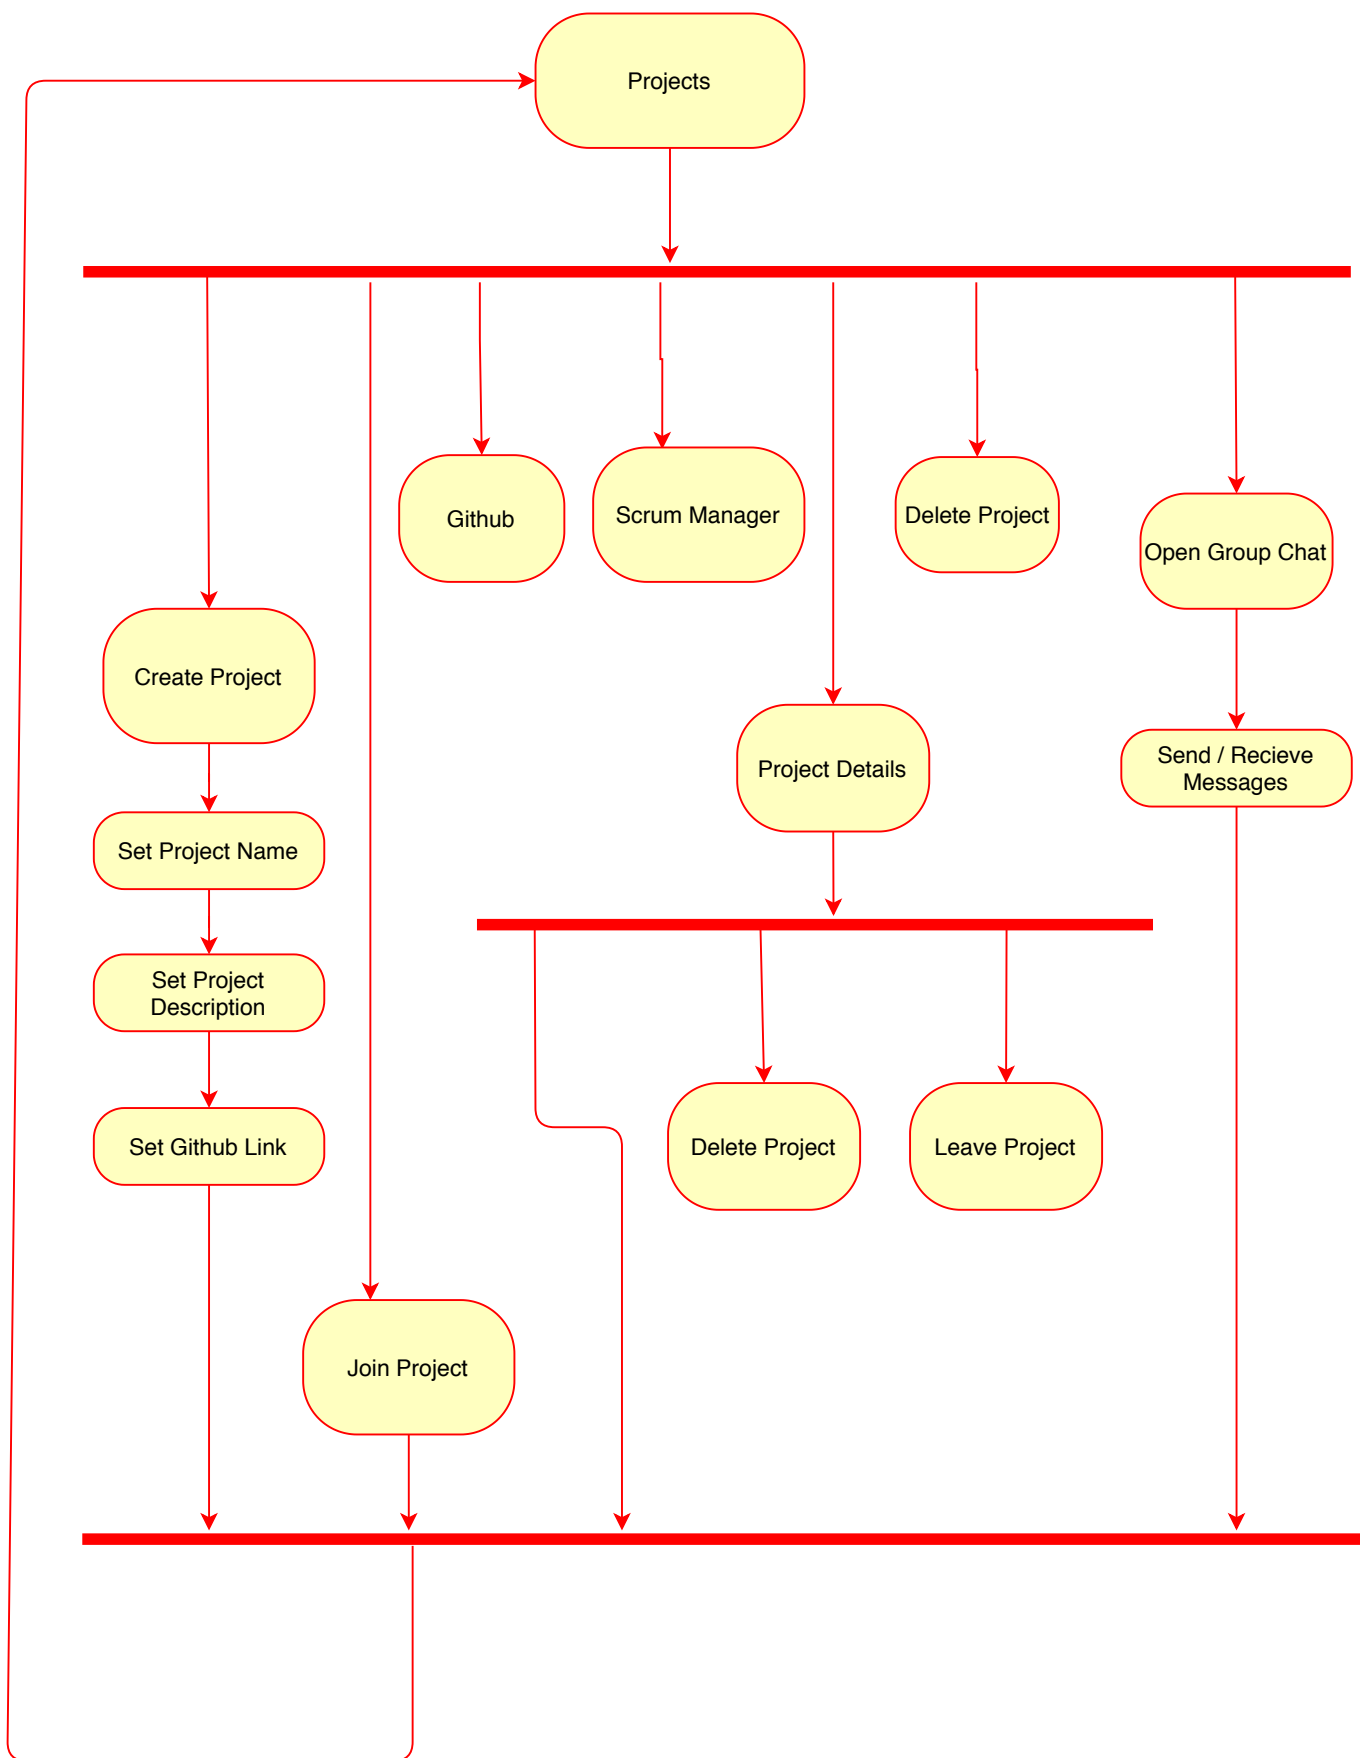 Projects
Github
Scrum Manager
Delete Project
Open Group Chat
Create Project
Project Details
Send / Recieve
Messages
Set Project Name
Set Project
Description
Set Github Link
Delete Project
Leave Project
Join Project